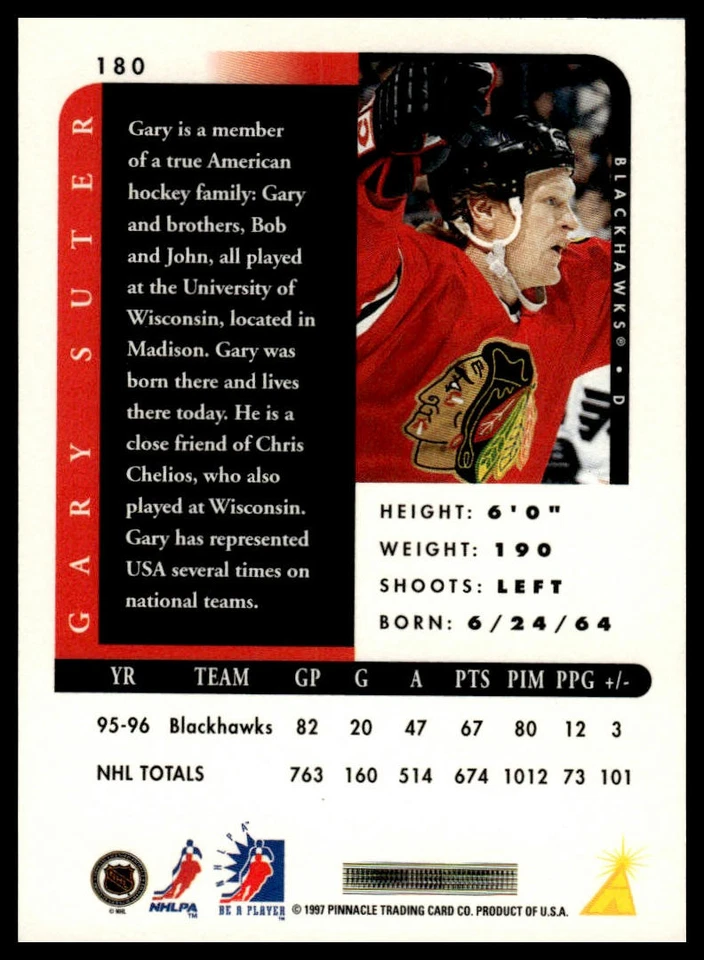 180
GARY SUTER
Gary is a member
of a true American
hockey family: Gary
and brothers, Bob
and John, all played
at the University of
Wisconsin, located in
Madison. Gary was
born there and lives
there today. He is a
close friend of Chris
Chelios, who also
played at Wisconsin.
Gary has represented
USA several times on
national teams.
BLACKHAWKS® • D
HEIGHT: 6'0"
WEIGHT: 190
SHOOTS: LEFT
BORN: 6/24/64
YR TEAM GP G A PTS PIM PPG +/-
95-96 Blackhawks 82 20 47 67 80 12 3
NHL TOTALS 763 160 514 674 1012 73 101
© NHL
NHLPA™
NHLPA
BE A PLAYER™
© 1997 PINNACLE TRADING CARD CO. PRODUCT OF U.S.A.